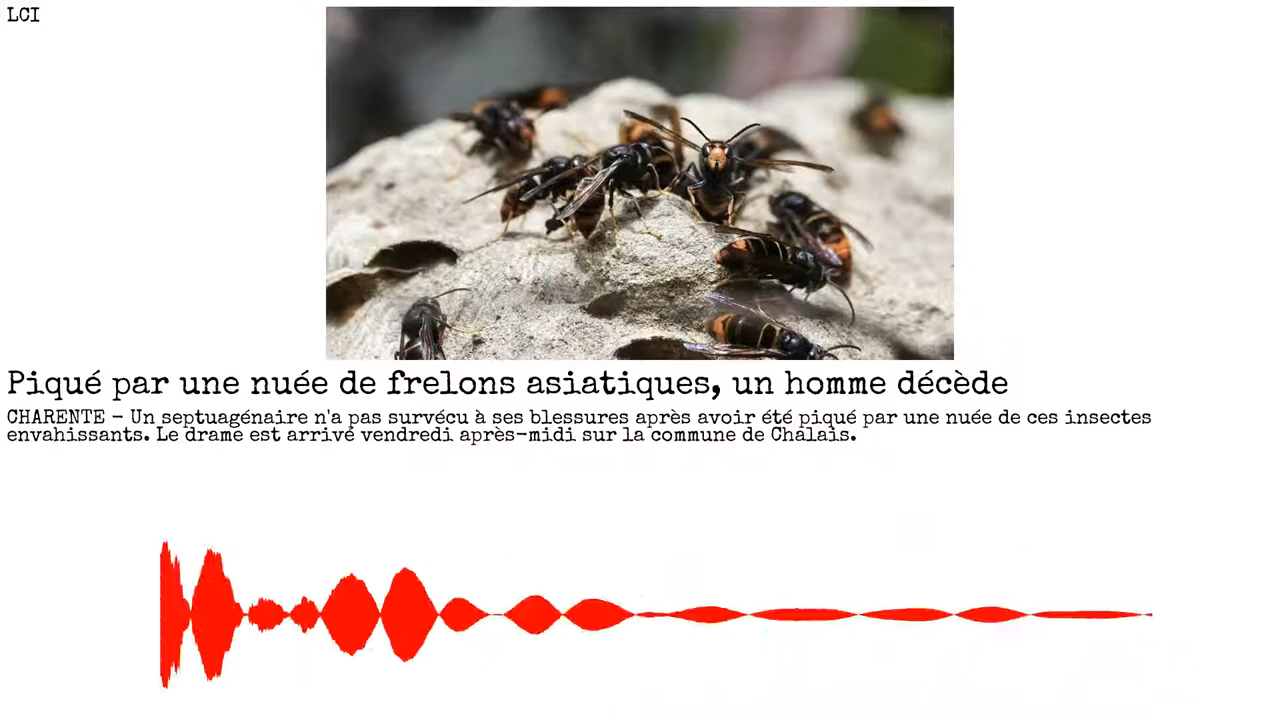 LCI
Piqué par une nuée de frelons asiatiques, un homme décède
CHARENTE - Un septuagénaire n'a pas survécu à ses blessures après avoir été piqué par une nuée de ces insectes
envahissants. Le drame est arrivé vendredi après-midi sur la commune de Chalais.